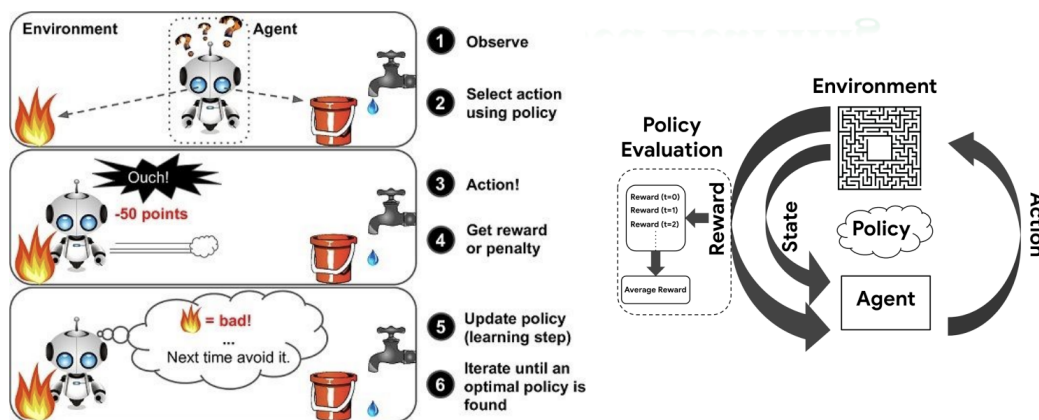 Environment
Agent
? ? ?
1 Observe
2 Select action
using policy
Ouch!
-50 points
3 Action!
4 Get reward
or penalty
= bad!
...
Next time avoid it.
5 Update policy
(learning step)
6 Iterate until an
optimal policy is
found
Environment
Policy
Evaluation
Reward (t=0)
Reward (t=1)
Reward (t=2)
Average Reward
Reward
State
Policy
Agent
Action